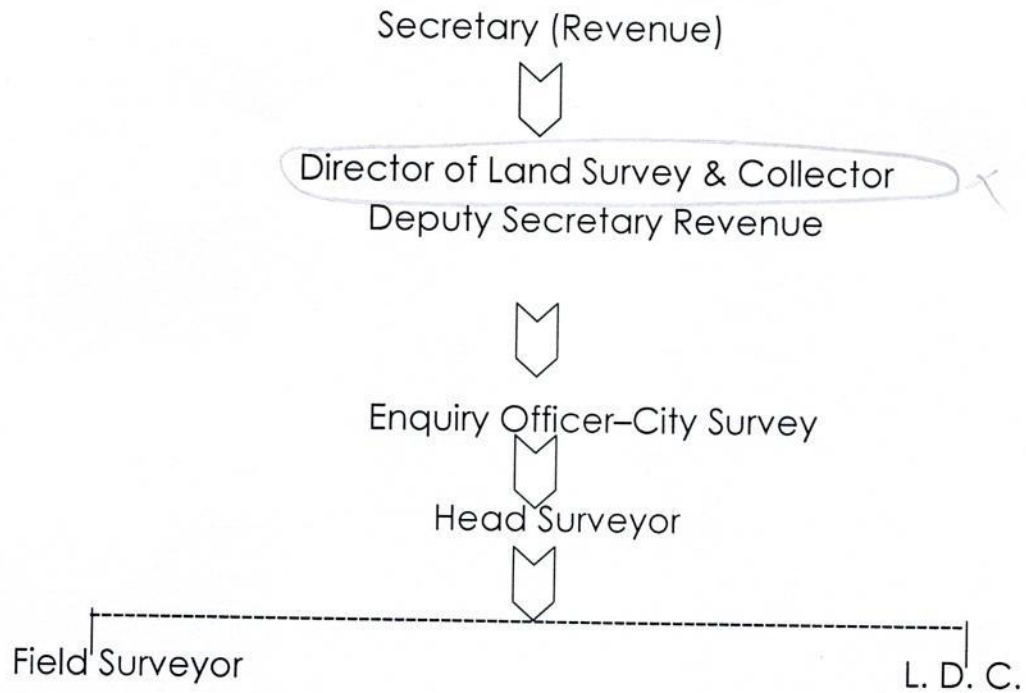 Secretary (Revenue)
Director of Land Survey & Collector
Deputy Secretary Revenue
Enquiry Officer–City Survey
Head Surveyor
Field Surveyor
L. D. C.